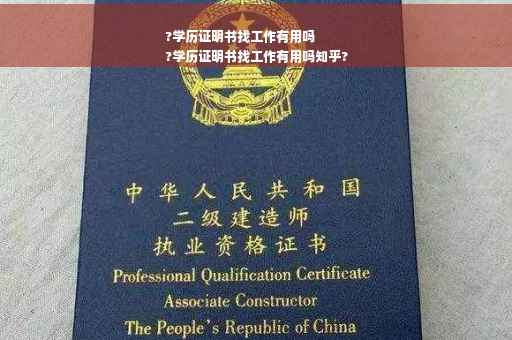 ?学历证明书找工作有用吗
?学历证明书找工作有用吗知乎?
中华人民共和国
二级建造师
执业资格证书
Professional Qualification Certificate
Associate Constructor
The People's Republic of China